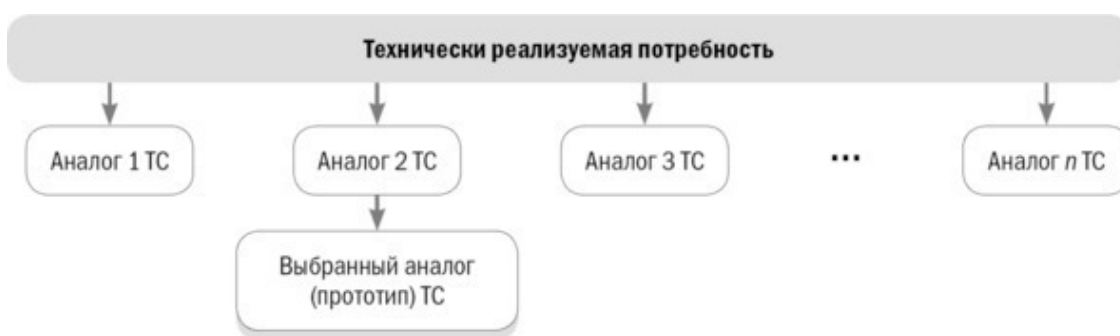 Технически реализуемая потребность
Аналог 1 ТС
Аналог 2 ТС
Аналог 3 ТС
...
Аналог n ТС
Выбранный аналог
(прототип) ТС